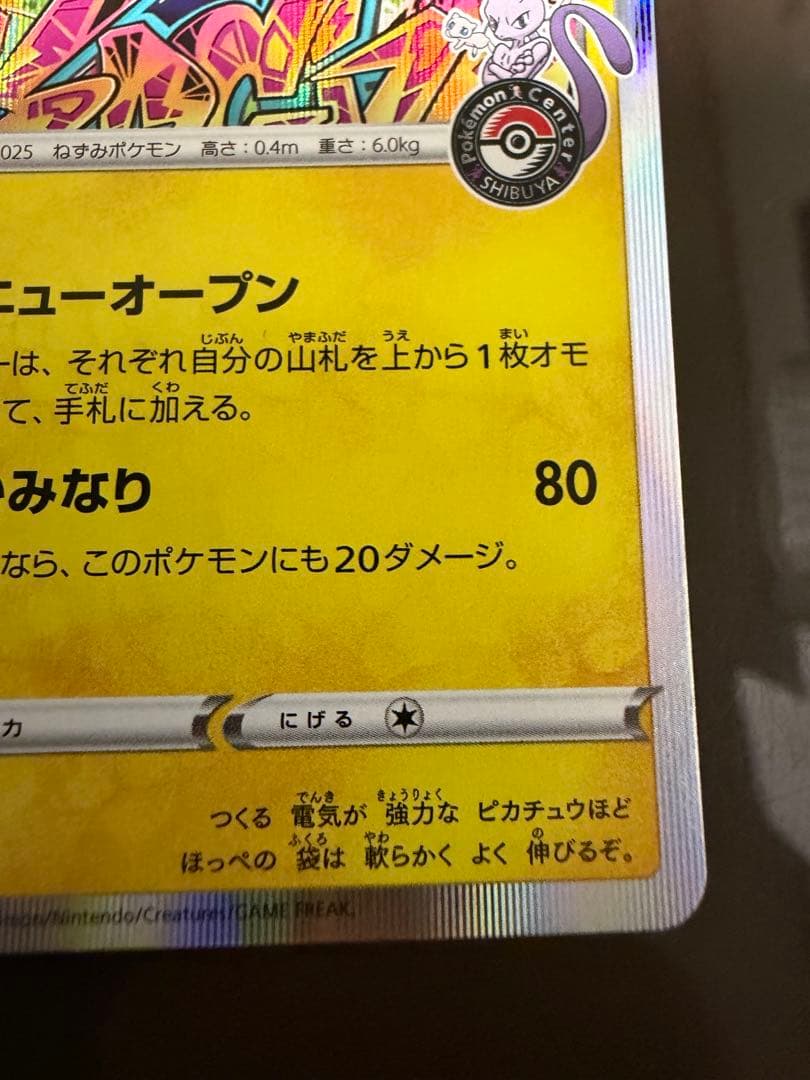 025 ねずみポケモン 高さ:0.4m 重さ:6.0kg
Pokémon Center
SHIBUYA
ニューオープン
ーは、それぞれ自分の山札を上から1枚オモ
じぶん やまふだ うえ まい
て、手札に加える。
てふだ くわ
みなり 80
なら、このポケモンにも20ダメージ。
カ にげる
つくる 電気が 強力な ピカチュウほど
でんき きょうりょく
ほっぺの 袋は 軟らかく よく 伸びるぞ。
ふくろ やわ の
mon/Nintendo/Creatures/GAME FREAK.